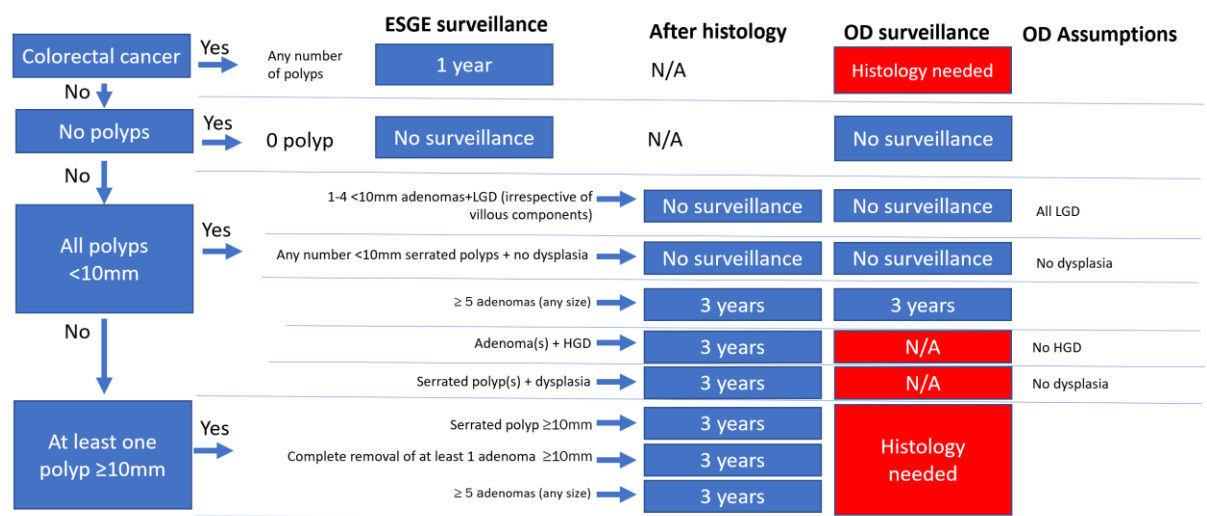 ESGE surveillance
After histology
OD surveillance
OD Assumptions
Colorectal cancer
Yes
Any number
of polyps
1 year
N/A
Histology needed
No
No polyps
Yes
0 polyp
No surveillance
N/A
No surveillance
No
All polyps
<10mm
Yes
1-4 <10mm adenomas+LGD (irrespective of
villous components)
No surveillance
No surveillance
All LGD
Any number <10mm serrated polyps + no dysplasia
No surveillance
No surveillance
No dysplasia
≥ 5 adenomas (any size)
3 years
3 years
Adenoma(s) + HGD
3 years
N/A
No HGD
Serrated polyp(s) + dysplasia
3 years
N/A
No dysplasia
No
At least one
polyp ≥10mm
Yes
Serrated polyp ≥10mm
3 years
Complete removal of at least 1 adenoma ≥10mm
3 years
≥ 5 adenomas (any size)
3 years
Histology
needed